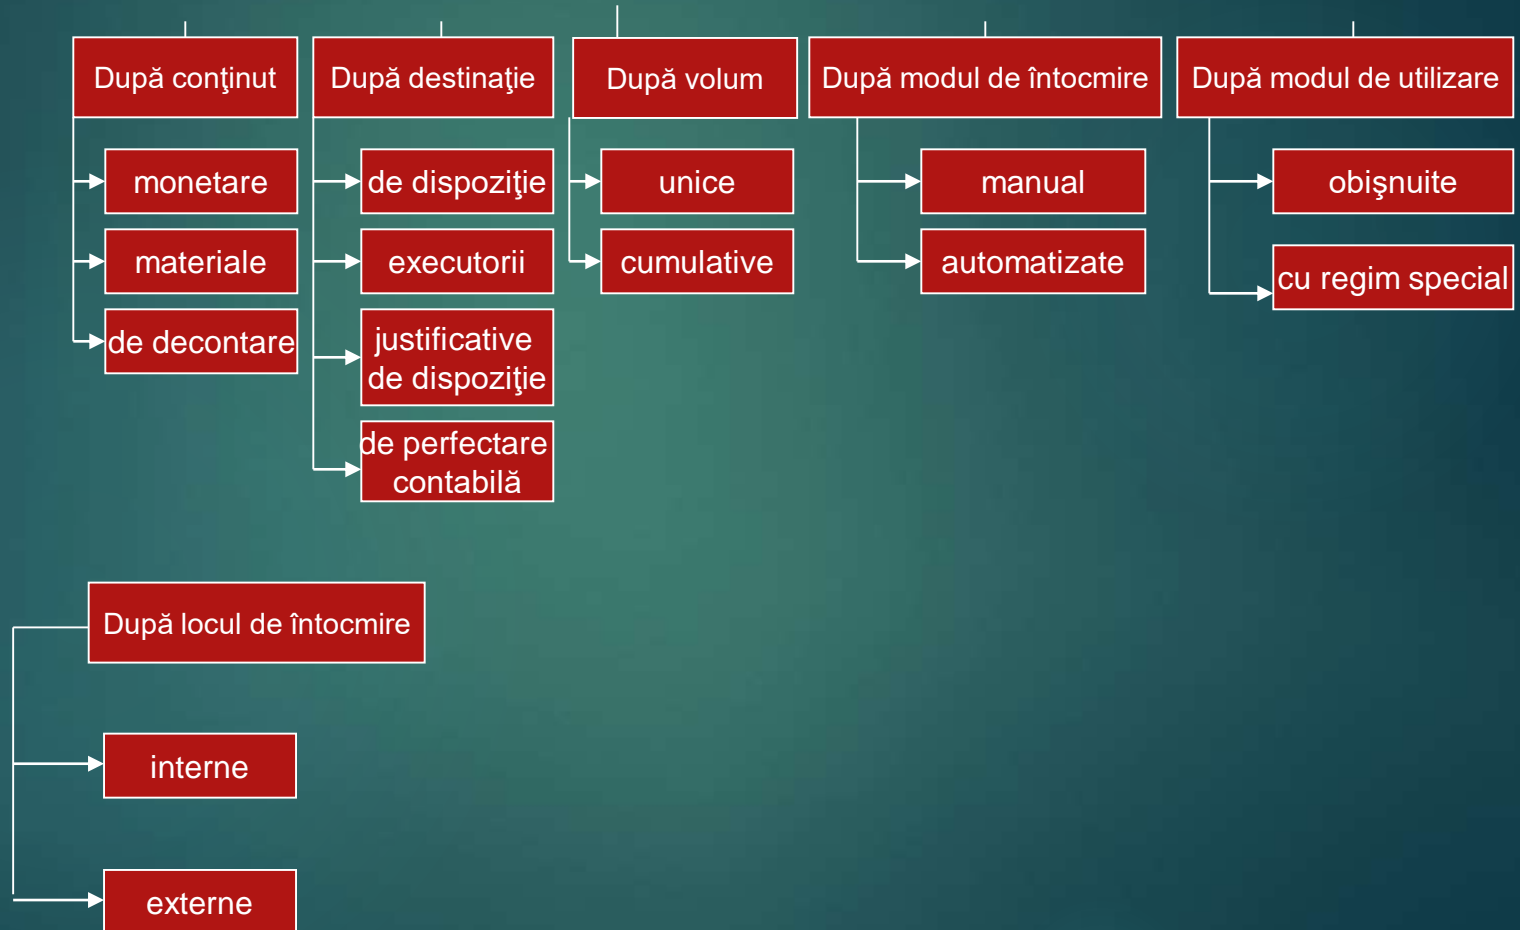 După conţinut
monetare
materiale
de decontare
După destinaţie
de dispoziţie
executorii
justificative
de dispoziţie
de perfectare
contabilă
După volum
unice
cumulative
După modul de întocmire
manual
automatizate
După modul de utilizare
obişnuite
cu regim special
După locul de întocmire
interne
externe